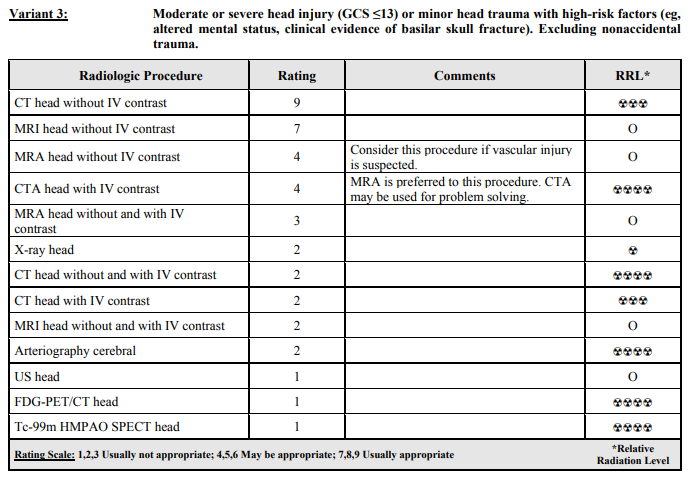 Variant 3: Moderate or severe head injury (GCS ≤13) or minor head trauma with high-risk factors (eg,
altered mental status, clinical evidence of basilar skull fracture). Excluding nonaccidental
trauma.
Radiologic Procedure Rating Comments RRL*
CT head without IV contrast 9 ☢☢☢
MRI head without IV contrast 7 O
MRA head without IV contrast 4 Consider this procedure if vascular injury
is suspected. O
CTA head with IV contrast 4 MRA is preferred to this procedure. CTA
may be used for problem solving. ☢☢☢☢
MRA head without and with IV
contrast 3 O
X-ray head 2 ☢
CT head without and with IV contrast 2 ☢☢☢☢
CT head with IV contrast 2 ☢☢☢
MRI head without and with IV contrast 2 O
Arteriography cerebral 2 ☢☢☢☢
US head 1 O
FDG-PET/CT head 1 ☢☢☢☢
Tc-99m HMPAO SPECT head 1 ☢☢☢☢
Rating Scale: 1,2,3 Usually not appropriate; 4,5,6 May be appropriate; 7,8,9 Usually appropriate *Relative
Radiation Level